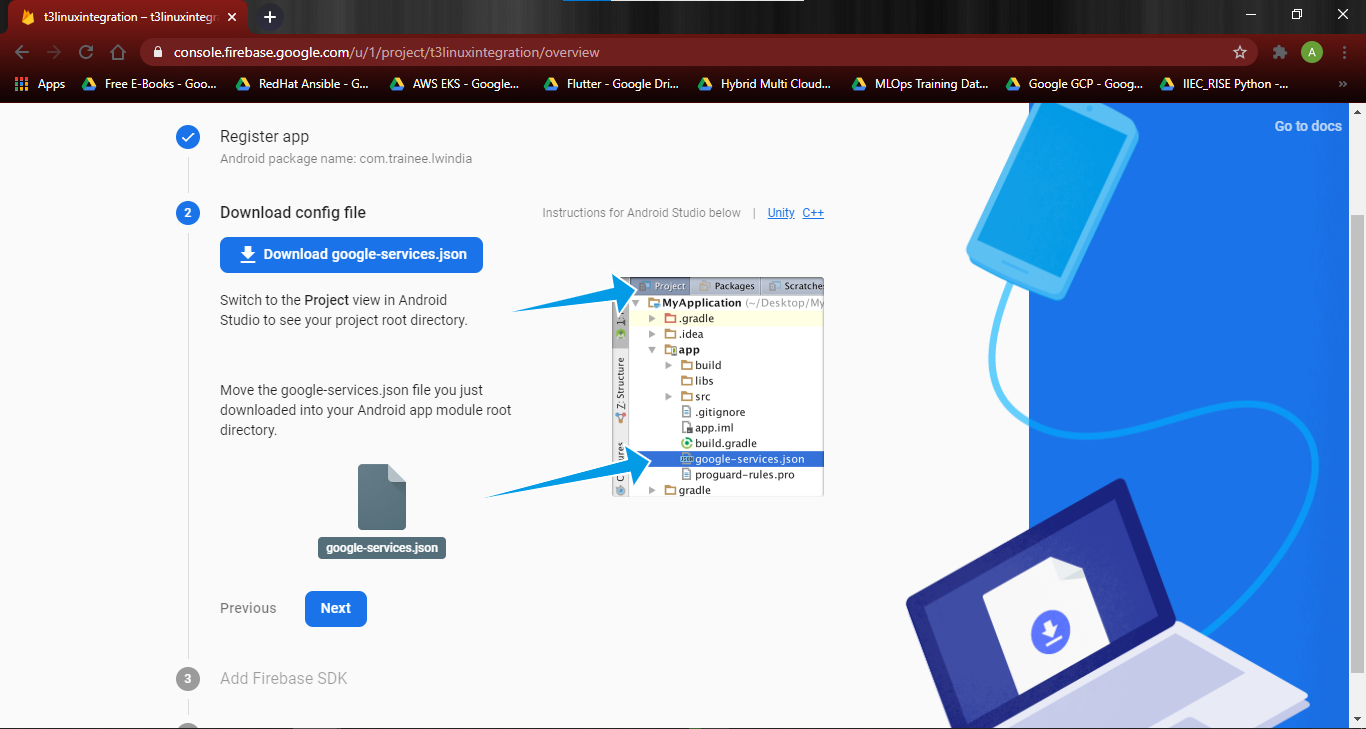 t3linuxintegration – t3linuxintegr
console.firebase.google.com/u/1/project/t3linuxintegration/overview
A
Apps
Free E-Books - Goo...
RedHat Ansible - G...
AWS EKS - Google...
Flutter - Google Dri...
Hybrid Multi Cloud...
MLOps Training Dat...
Google GCP - Goog...
IIEC_RISE Python -...
Go to docs
Register app
Android package name: com.trainee.lwindia
2
Download config file
Instructions for Android Studio below | Unity C++
Download google-services.json
Switch to the Project view in Android
Studio to see your project root directory.
Move the google-services.json file you just
downloaded into your Android app module root
directory.
google-services.json
Project Packages Scratches
MyApplication (~/Desktop/My
.gradle
.idea
app
build
libs
src
.gitignore
app.iml
build.gradle
google-services.json
proguard-rules.pro
gradle
Z: Structure
Previous
Next
3
Add Firebase SDK